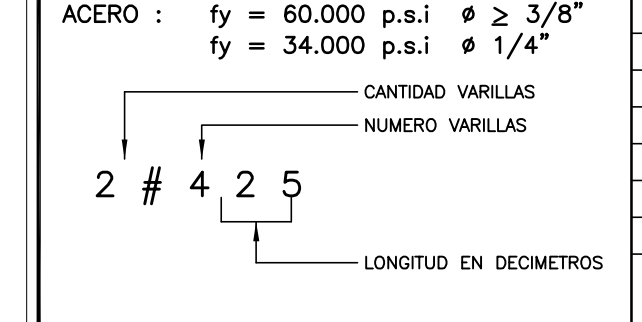 ACERO : fy = 60.000 p.s.i ø ≥ 3/8"
fy = 34.000 p.s.i ø 1/4"
CANTIDAD VARILLAS
NUMERO VARILLAS
2 # 4 2 5
LONGITUD EN DECIMETROS